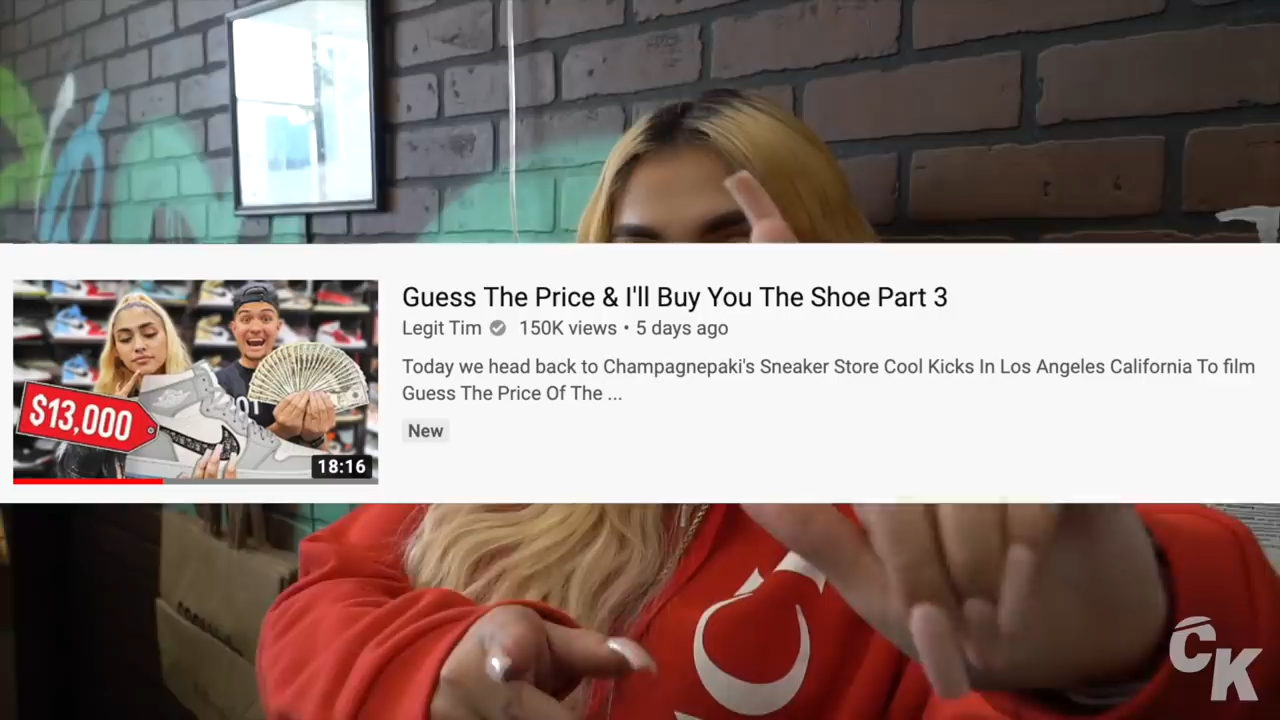 Guess The Price & I'll Buy You The Shoe Part 3
Legit Tim 150K views • 5 days ago
Today we head back to Champagnepaki's Sneaker Store Cool Kicks In Los Angeles California To film
Guess The Price Of The ...
New
$13,000
18:16
CK